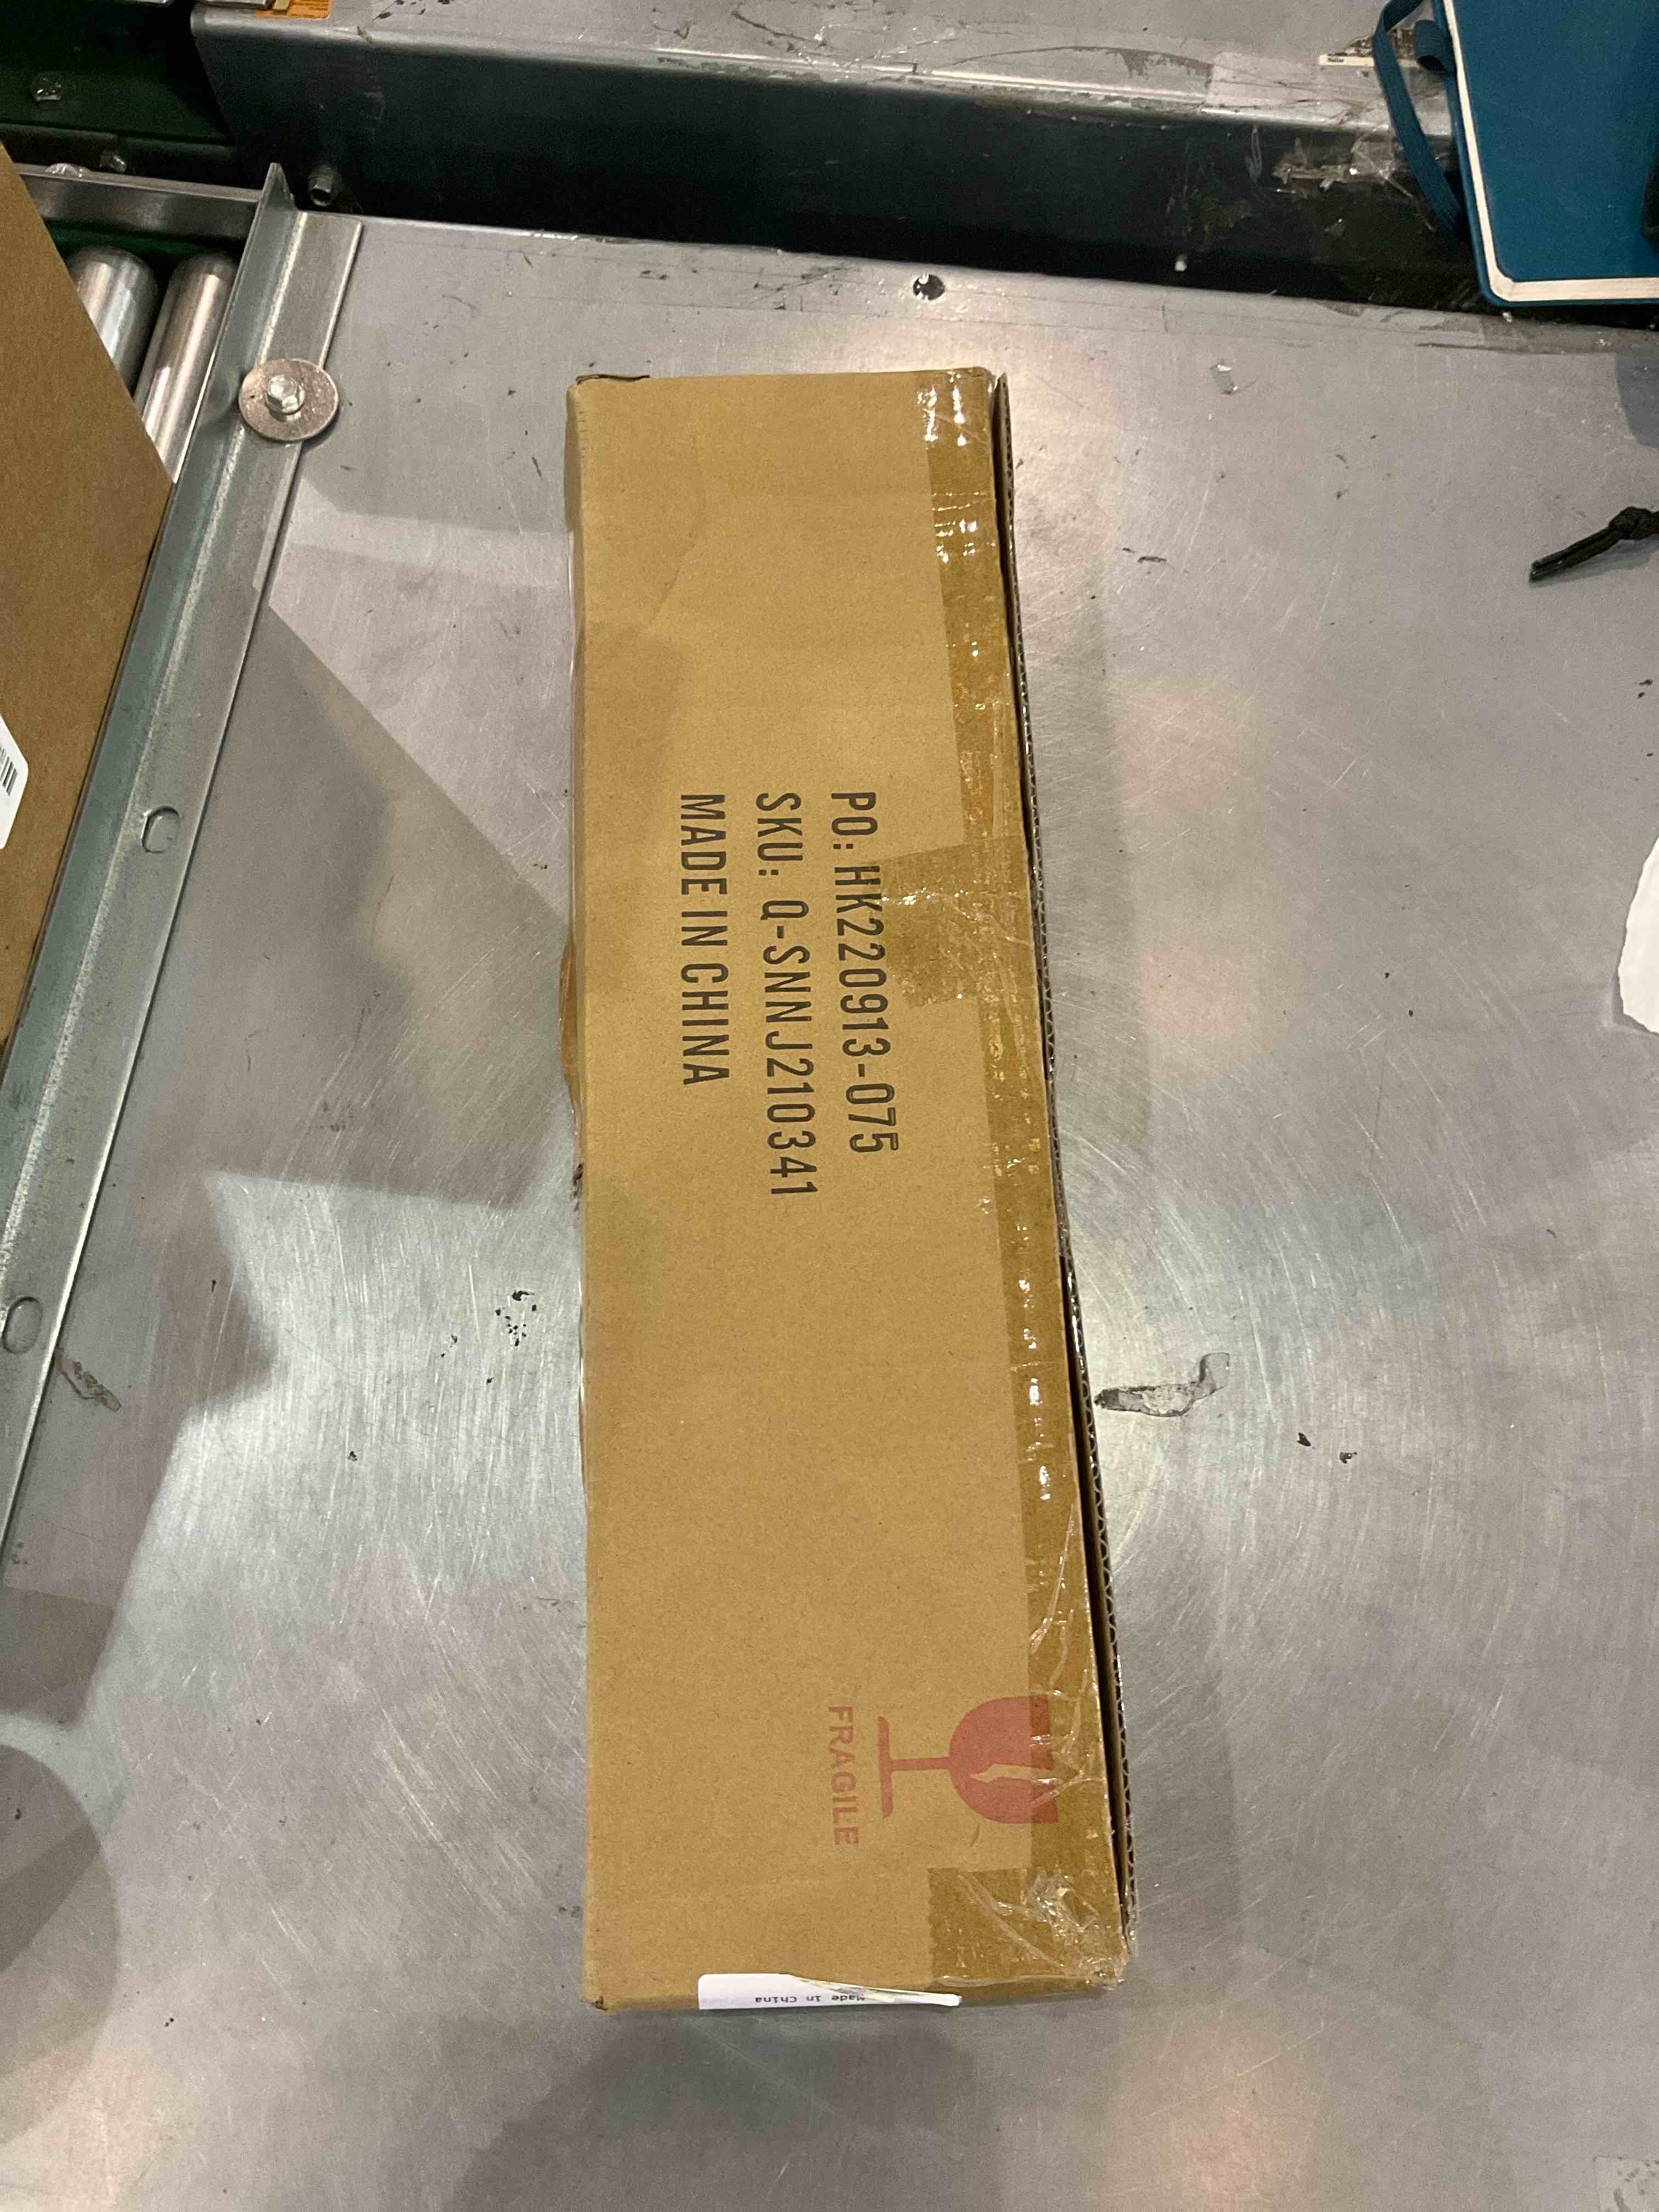 PO: HK220913-075
SKU: Q-SNNJ210341
MADE IN CHINA
FRAGILE
Made in China